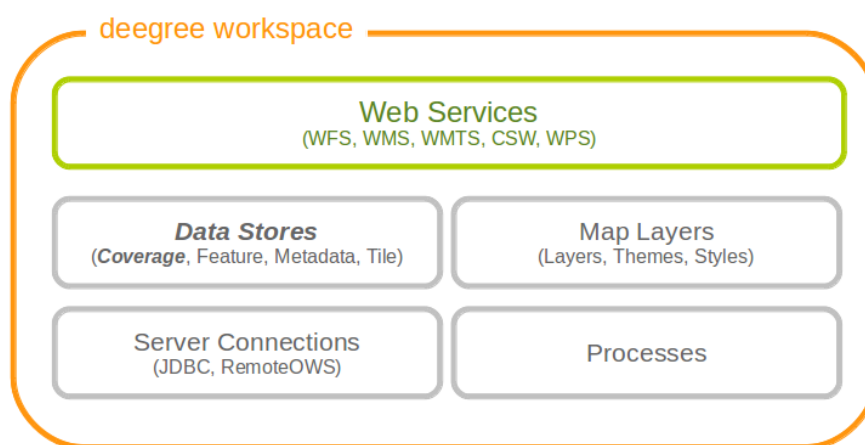 deegree workspace
Web Services
(WFS, WMS, WMTS, CSW, WPS)
Data Stores
(Coverage, Feature, Metadata, Tile)
Map Layers
(Layers, Themes, Styles)
Server Connections
(JDBC, RemoteOWS)
Processes